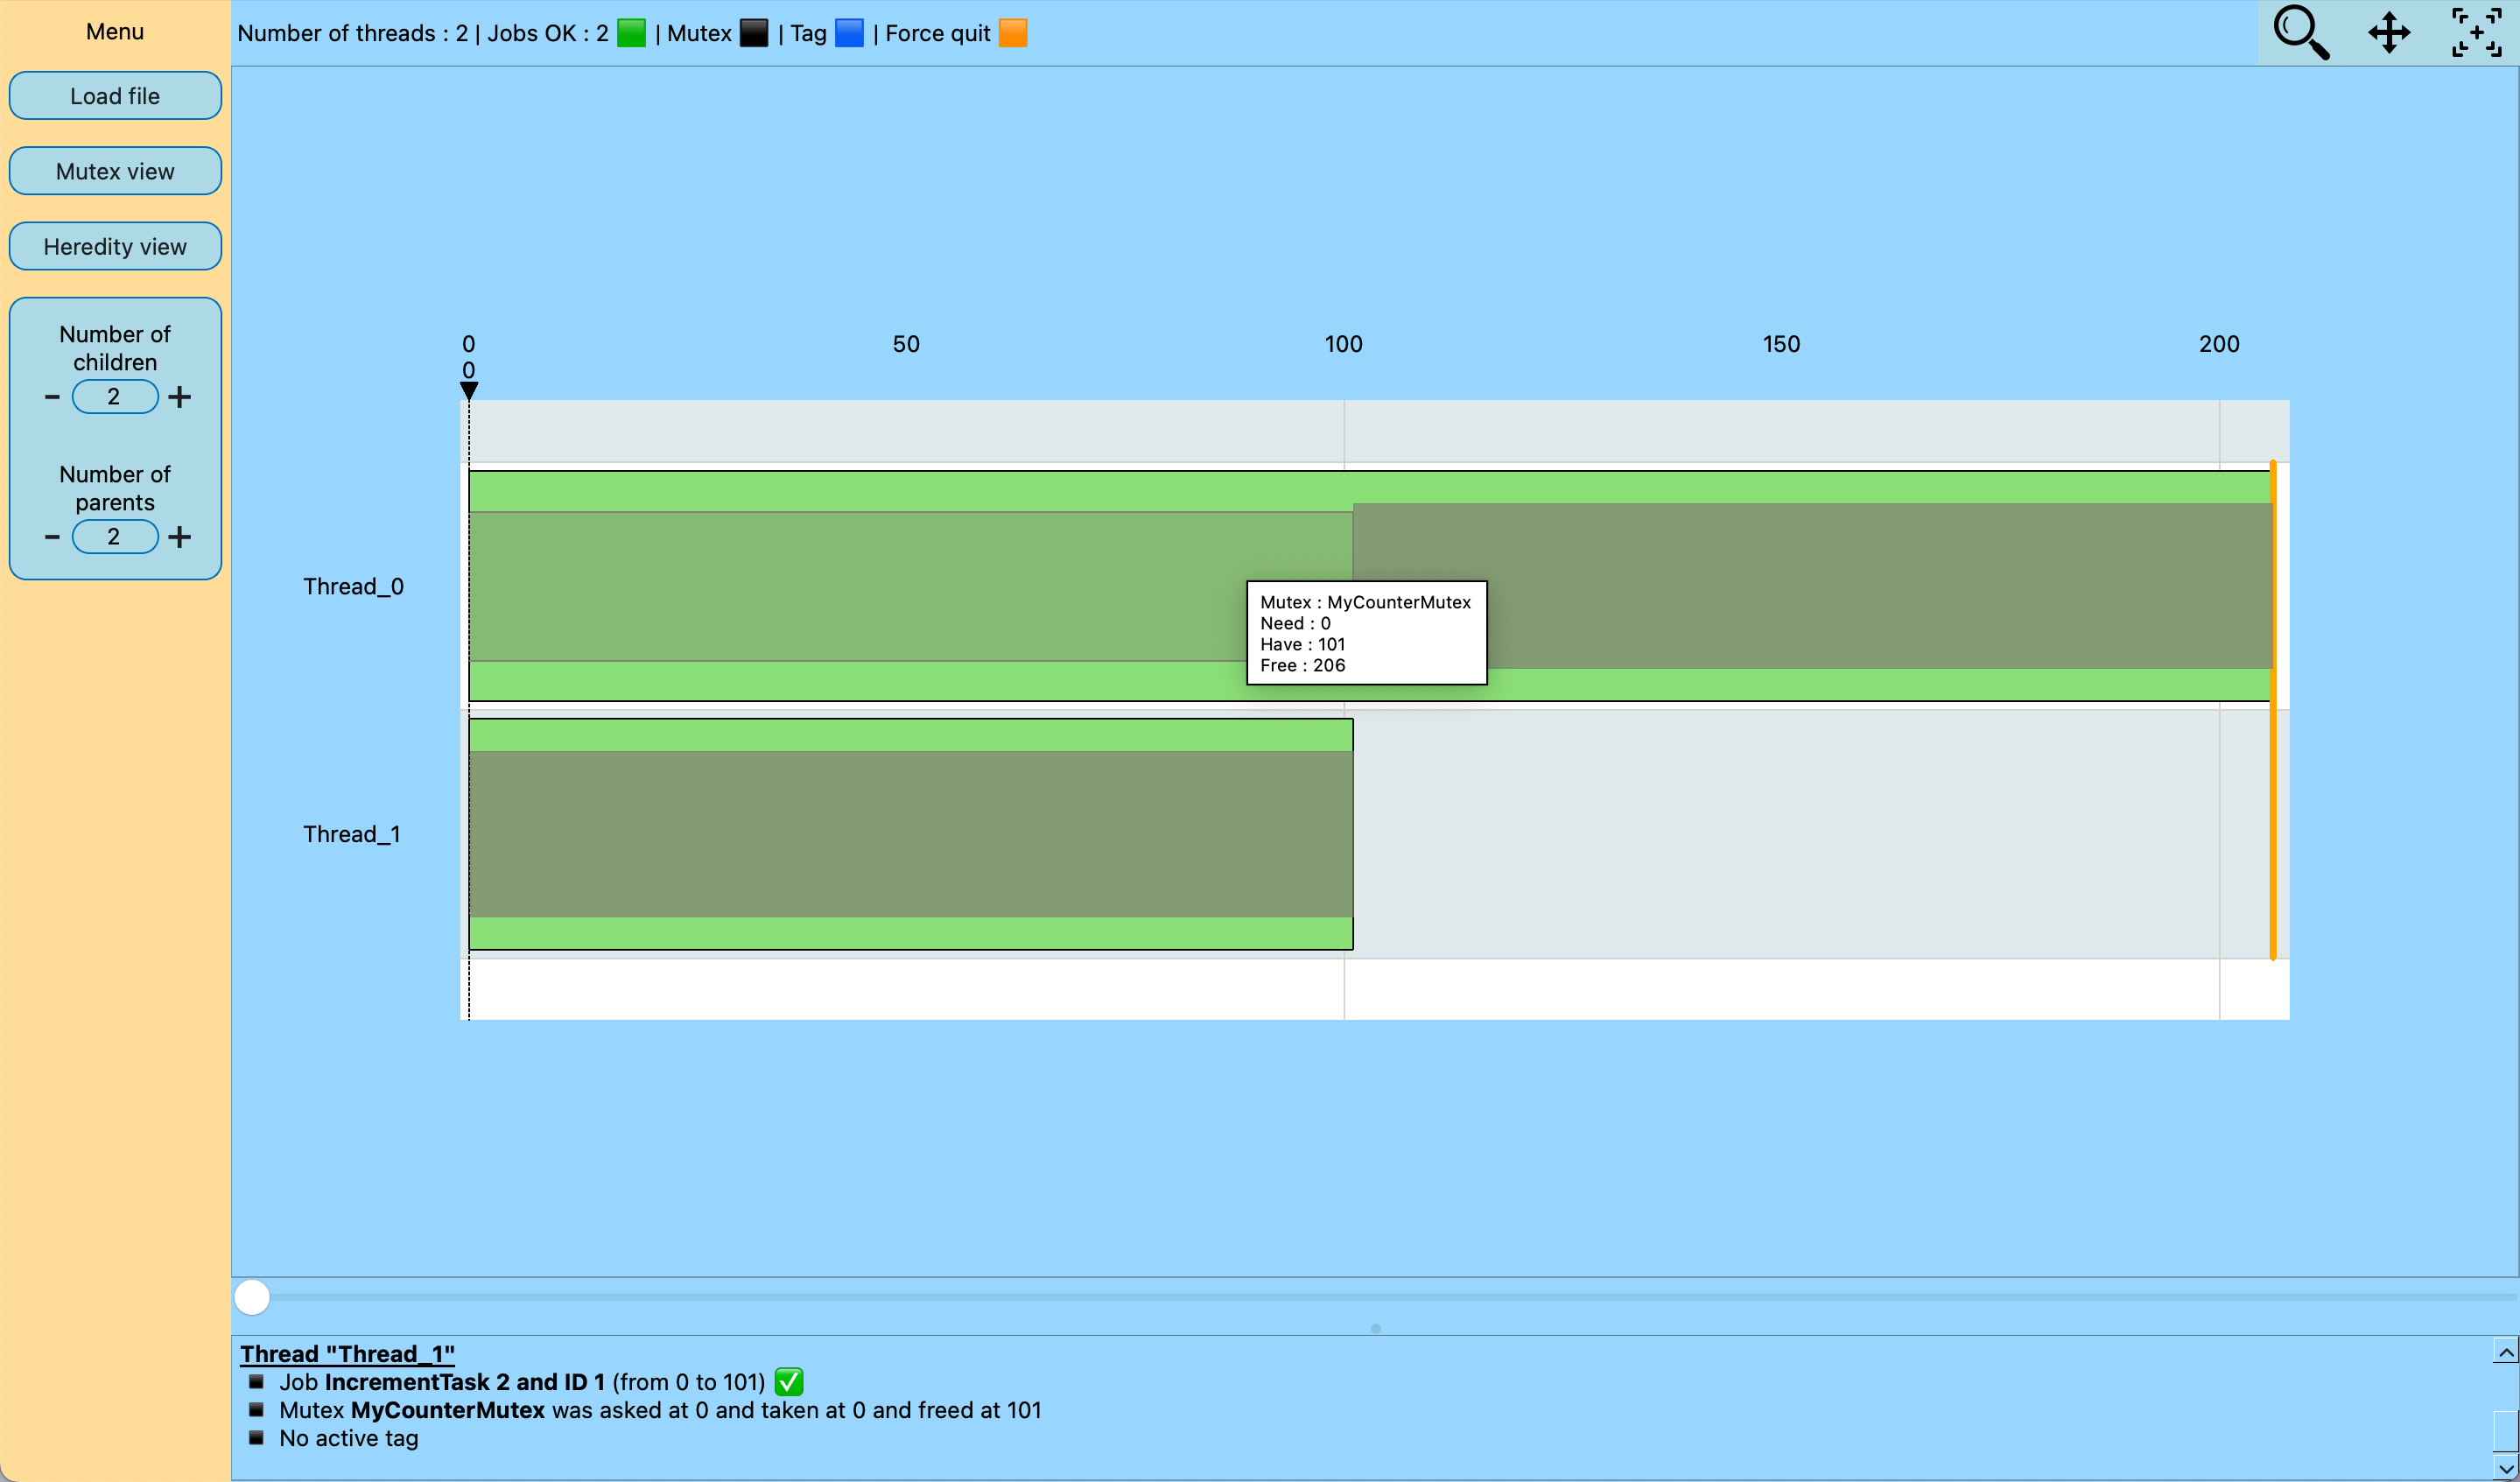 Menu
Load file
Mutex view
Heredity view
Number of
children
- 2 +
Number of
parents
- 2 +
Number of threads : 2 | Jobs OK : 2 | Mutex | Tag | Force quit
0 50 100 150 200
0
Thread_0
Mutex : MyCounterMutex
Need : 0
Have : 101
Free : 206
Thread_1
Thread "Thread_1"
Job IncrementTask 2 and ID 1 (from 0 to 101) ✅
Mutex MyCounterMutex was asked at 0 and taken at 0 and freed at 101
No active tag